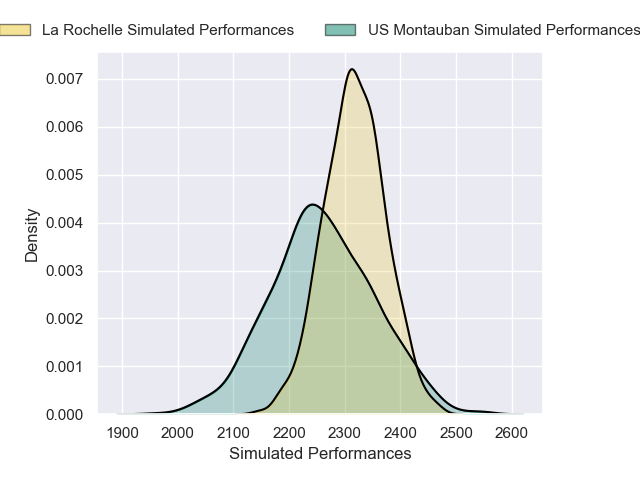 La Rochelle Simulated Performances US Montauban Simulated Performances
0.007
0.006
0.005
0.004
0.003
0.002
0.001
0.000
Density
1900 2000 2100 2200 2300 2400 2500 2600
Simulated Performances